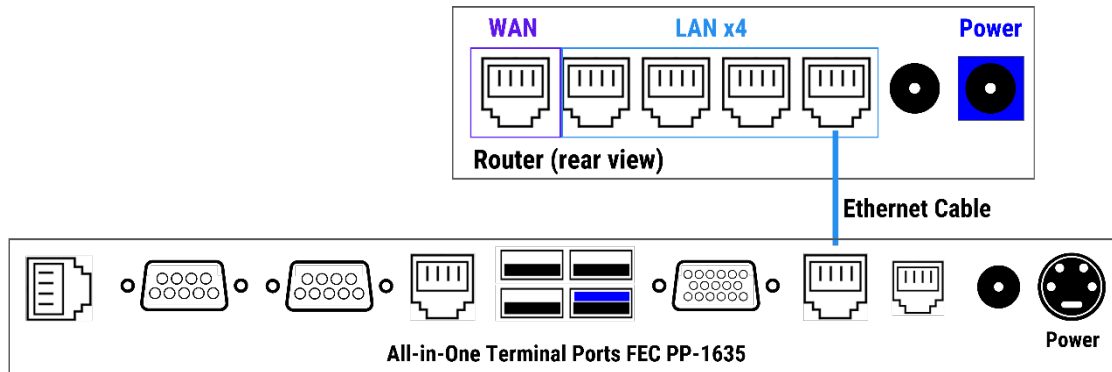 WAN
LAN x4
Power
Router (rear view)
Ethernet Cable
Power
All-in-One Terminal Ports FEC PP-1635